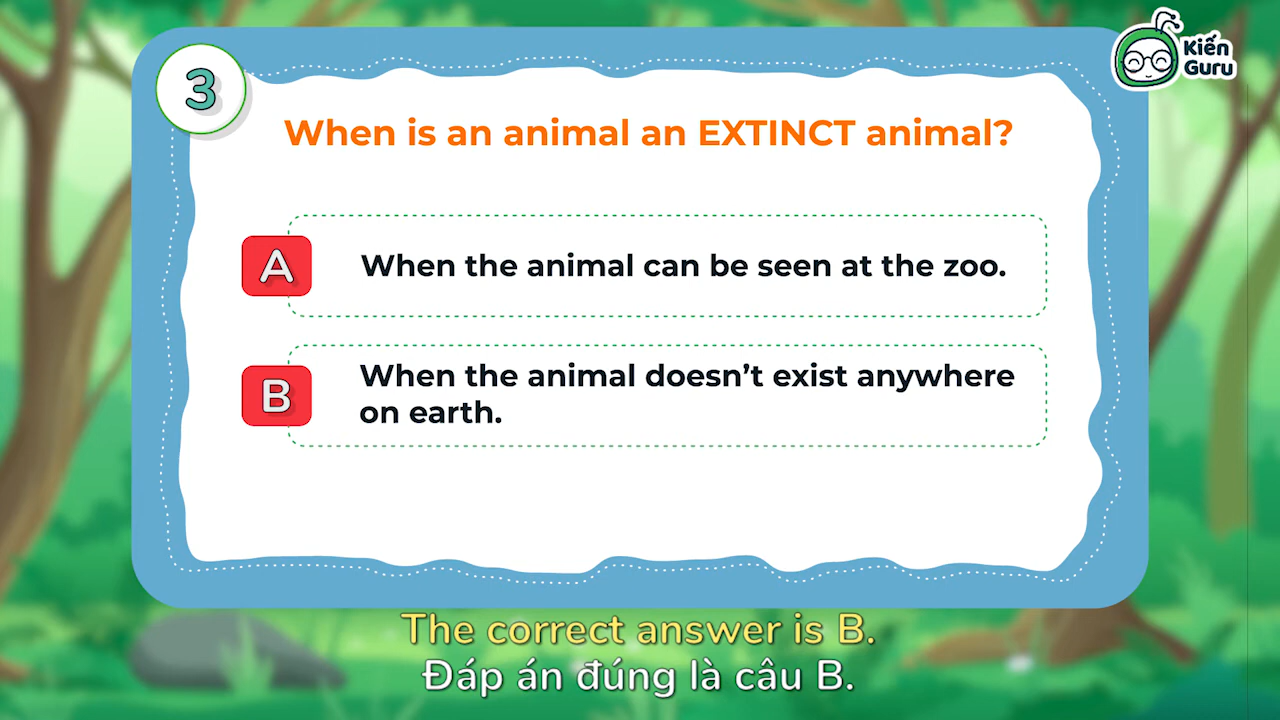 Kiến
Guru
3
When is an animal an EXTINCT animal?
A
When the animal can be seen at the zoo.
B
When the animal doesn’t exist anywhere
on earth.
The correct answer is B.
Đáp án đúng là câu B.